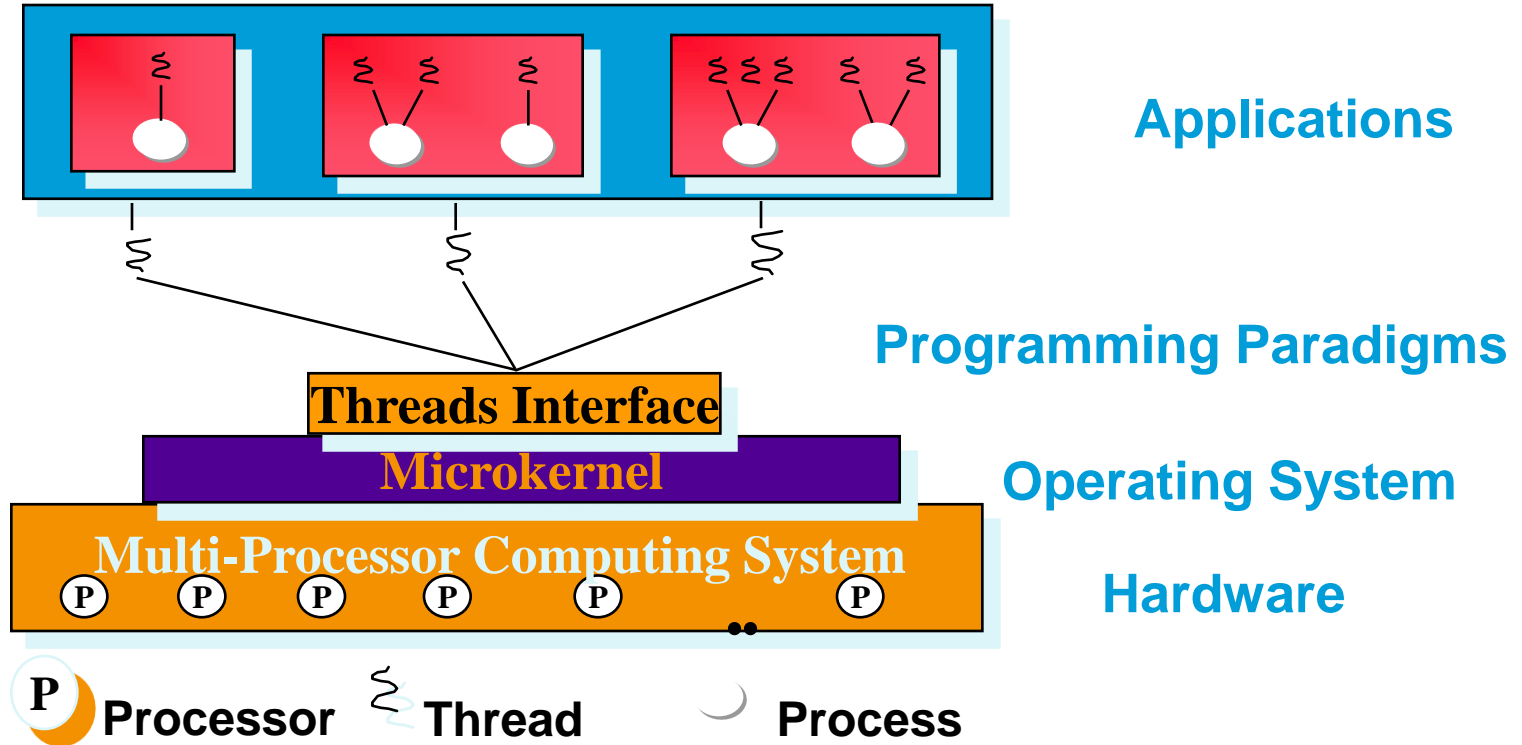 Applications
Programming Paradigms
Threads Interface
Microkernel
Operating System
Multi-Processor Computing System
P P P P P P
Hardware
P Processor Thread Process